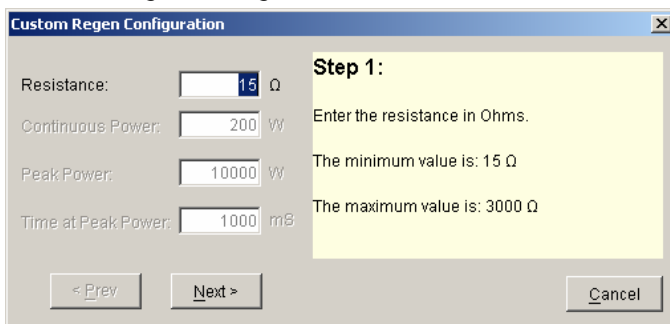 Custom Regen Configuration
Resistance: 15 Ω
Continuous Power: 200 W
Peak Power: 10000 W
Time at Peak Power: 1000 mS
Step 1:
Enter the resistance in Ohms.
The minimum value is: 15 Ω
The maximum value is: 3000 Ω
< Prev
Next >
Cancel